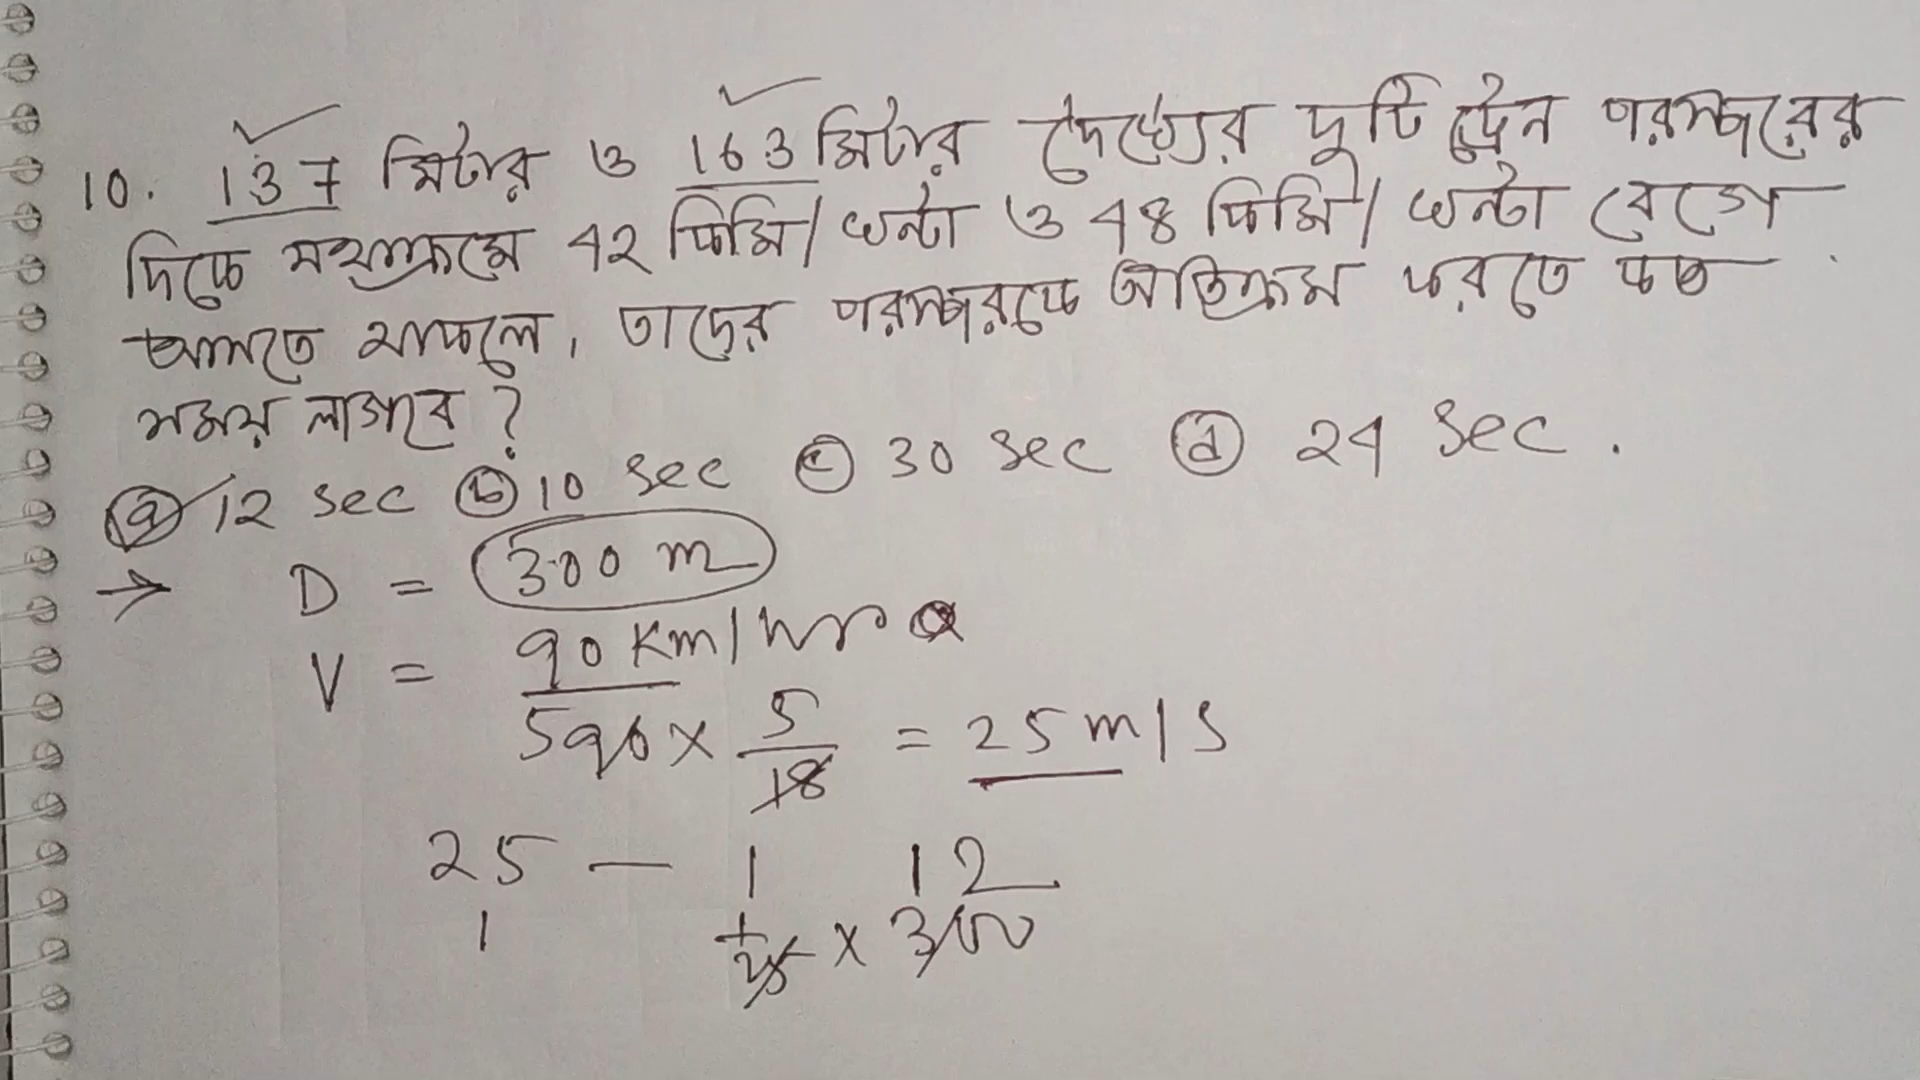 10. 137 মিটার ও 163 মিটার দৈর্ঘ্যের দুটি ট্রেন পরস্পরের
দিকে যথাক্রমে 42 কিমি/ ঘন্টা ও 48 কিমি/ ঘন্টা বেগে
আসতে থাকলে, তাদের পরস্পরকে অতিক্রম করতে কত
সময় লাগবে ?
(a) 12 sec (b) 10 sec (c) 30 sec (d) 24 sec .
→ D = 300 m
V = 90 Km/hr
5 90 × 5/18 = 25 m/s
25 — 1 12
1 1/25 × 300